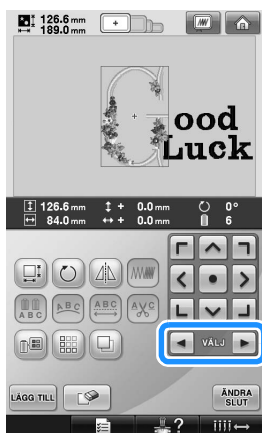 126.6 mm
189.0 mm
Good
Luck
126.6 mm + 0.0 mm 0°
84.0 mm + 0.0 mm 6
A B C
A B C
A B C
A C
VÄLJ
LÄGG TILL
ÄNDRA
SLUT
?